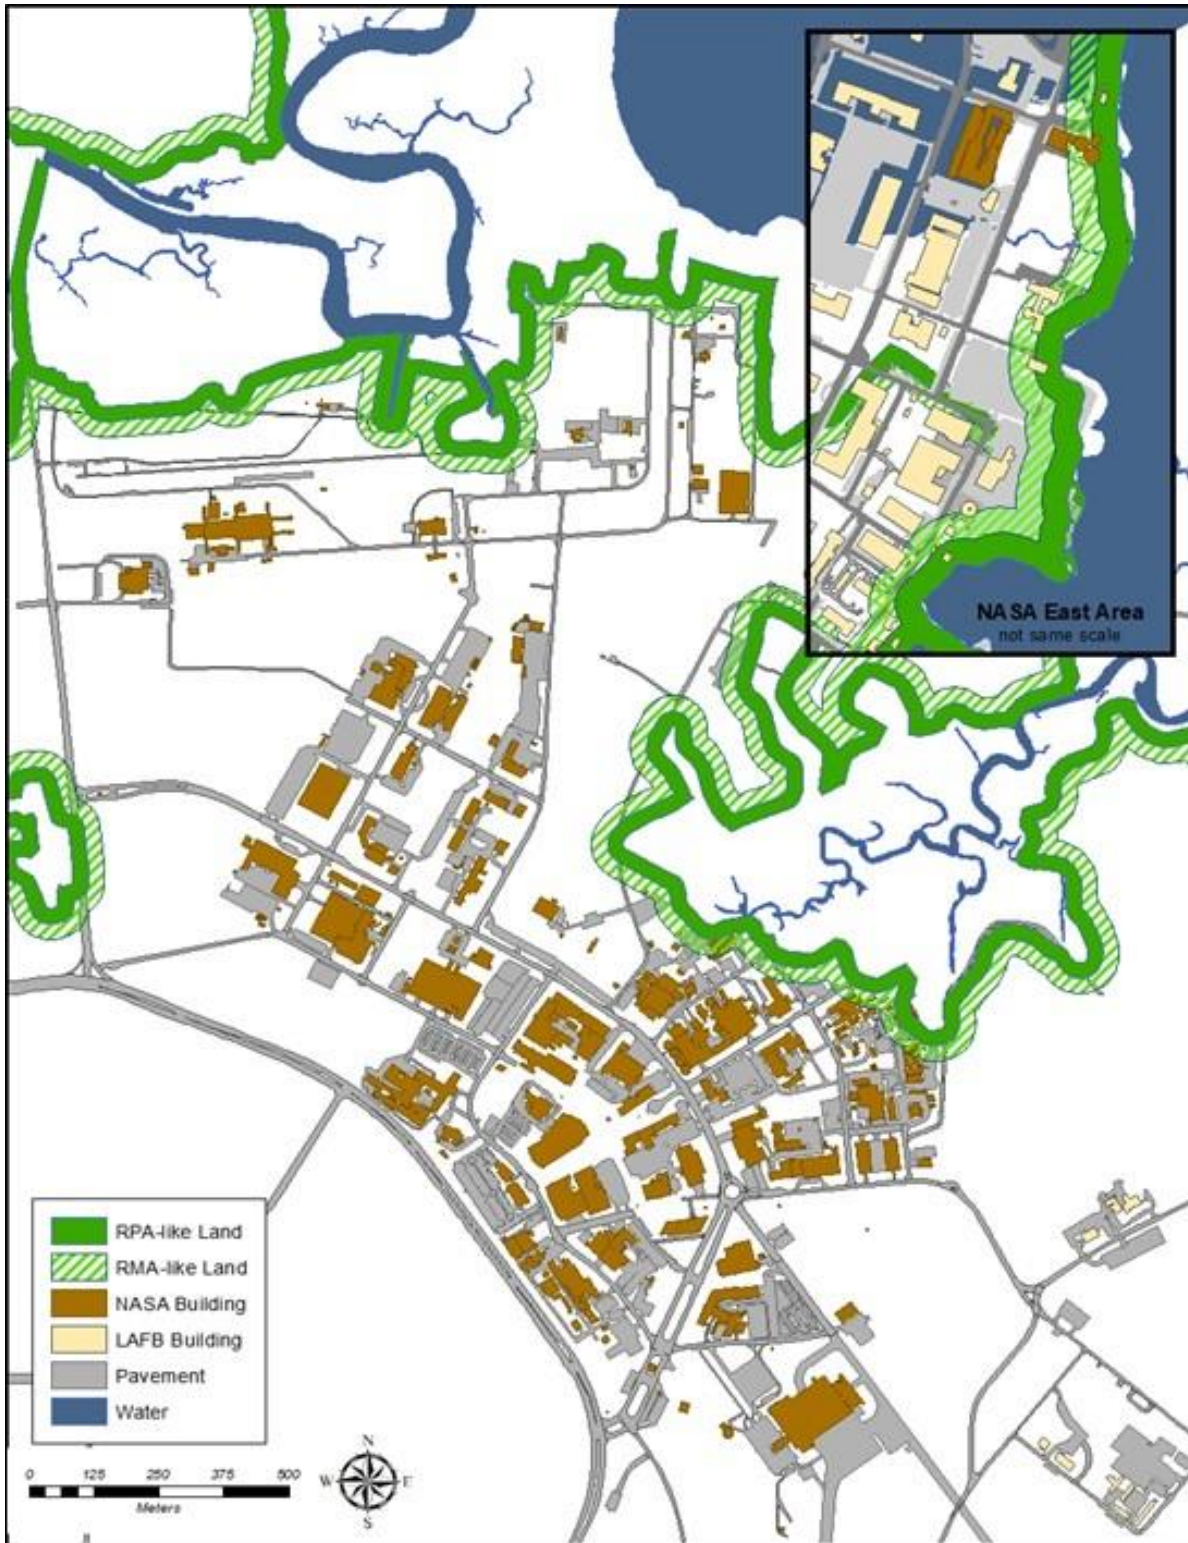 NASA East Area
not same scale
RPA-like Land
RMA-like Land
NASA Building
LAFB Building
Pavement
Water
0 125 250 375 500
Meters
N
W E
S